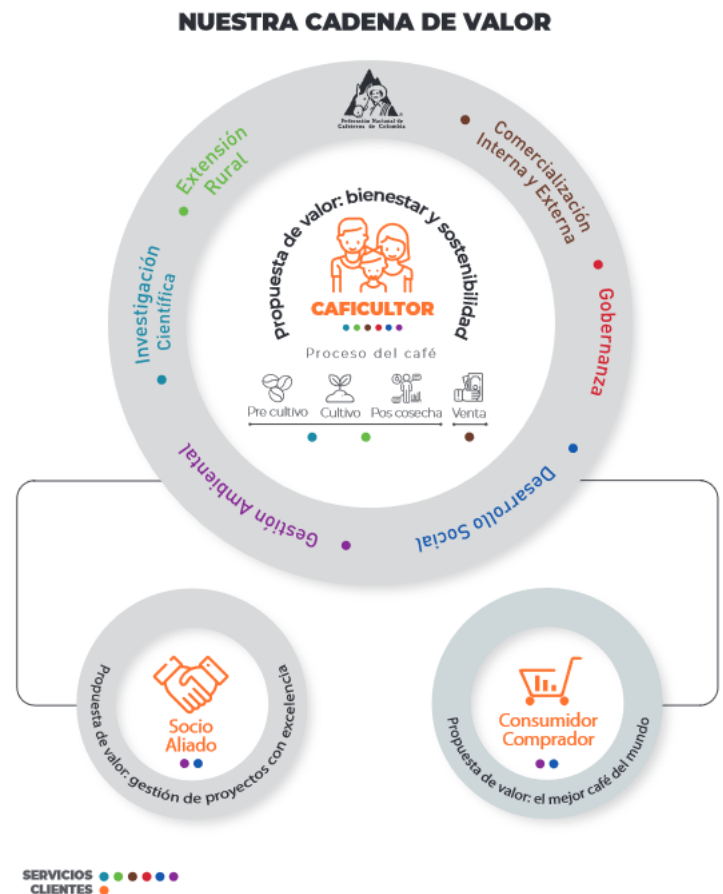 NUESTRA CADENA DE VALOR
Federación Nacional de
Cafeteros de Colombia
Extensión
Rural
Comercialización
Interna y Externa
Investigación
Científica
Gobernanza
Gestión Ambiental
Desarrollo Social
Propuesta de valor: bienestar y sostenibilidad
CAFICULTOR
Proceso del café
Pre cultivo Cultivo Pos cosecha Venta
Socio
Aliado
Propuesta de valor: gestión de proyectos con excelencia
Consumidor
Comprador
Propuesta de valor: el mejor café del mundo
SERVICIOS
CLIENTES